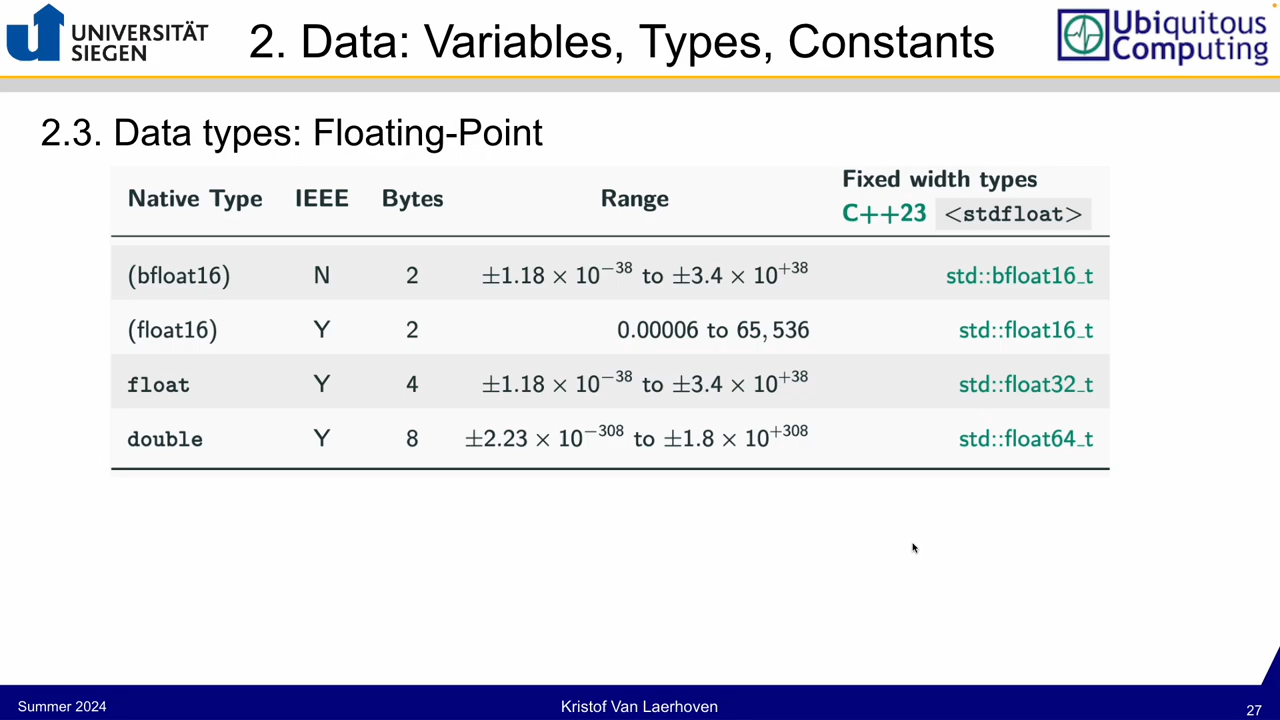 UNIVERSITÄT
SIEGEN
2. Data: Variables, Types, Constants
Ubiquitous
Computing
2.3. Data types: Floating-Point
Native Type IEEE Bytes Range Fixed width types
C++23 <stdfloat>
(bfloat16) N 2 ±1.18 × 10⁻³⁸ to ±3.4 × 10⁺³⁸ std::bfloat16_t
(float16) Y 2 0.00006 to 65,536 std::float16_t
float Y 4 ±1.18 × 10⁻³⁸ to ±3.4 × 10⁺³⁸ std::float32_t
double Y 8 ±2.23 × 10⁻³⁰⁸ to ±1.8 × 10⁺³⁰⁸ std::float64_t
Summer 2024 Kristof Van Laerhoven 27